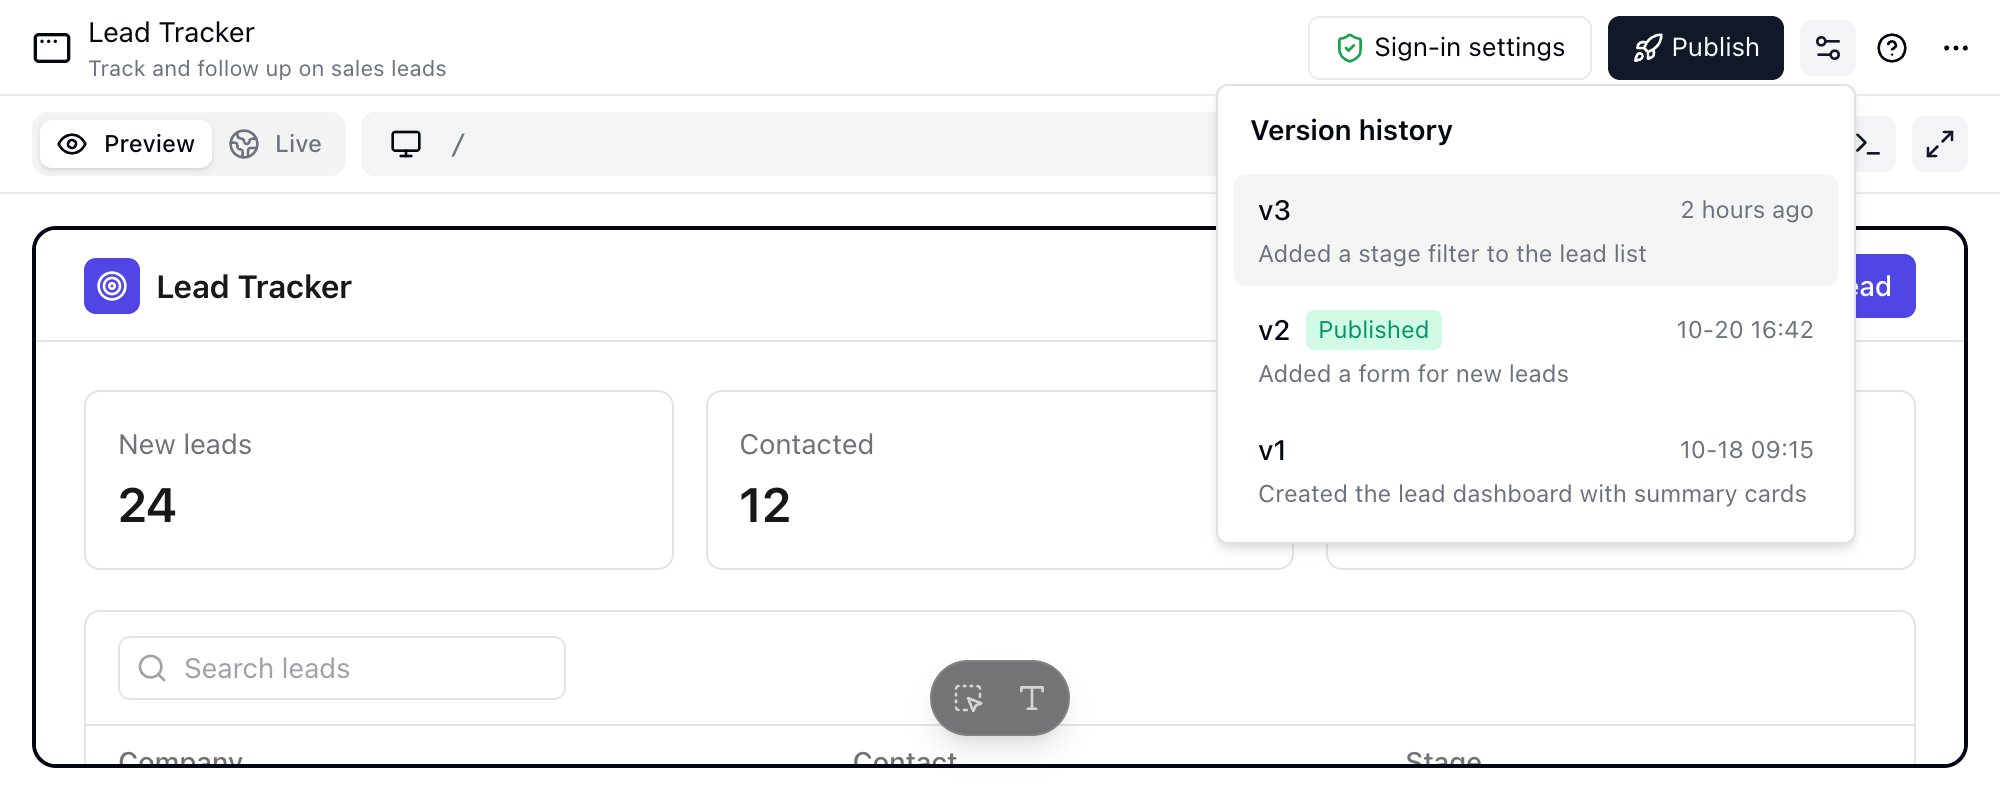 Lead Tracker
Track and follow up on sales leads
Sign-in settings
Publish
Preview
Live
/
Version history
v3
2 hours ago
Added a stage filter to the lead list
v2
Published
10-20 16:42
Added a form for new leads
v1
10-18 09:15
Created the lead dashboard with summary cards
Lead Tracker
New leads
24
Contacted
12
Search leads
Company
Contact
Stage